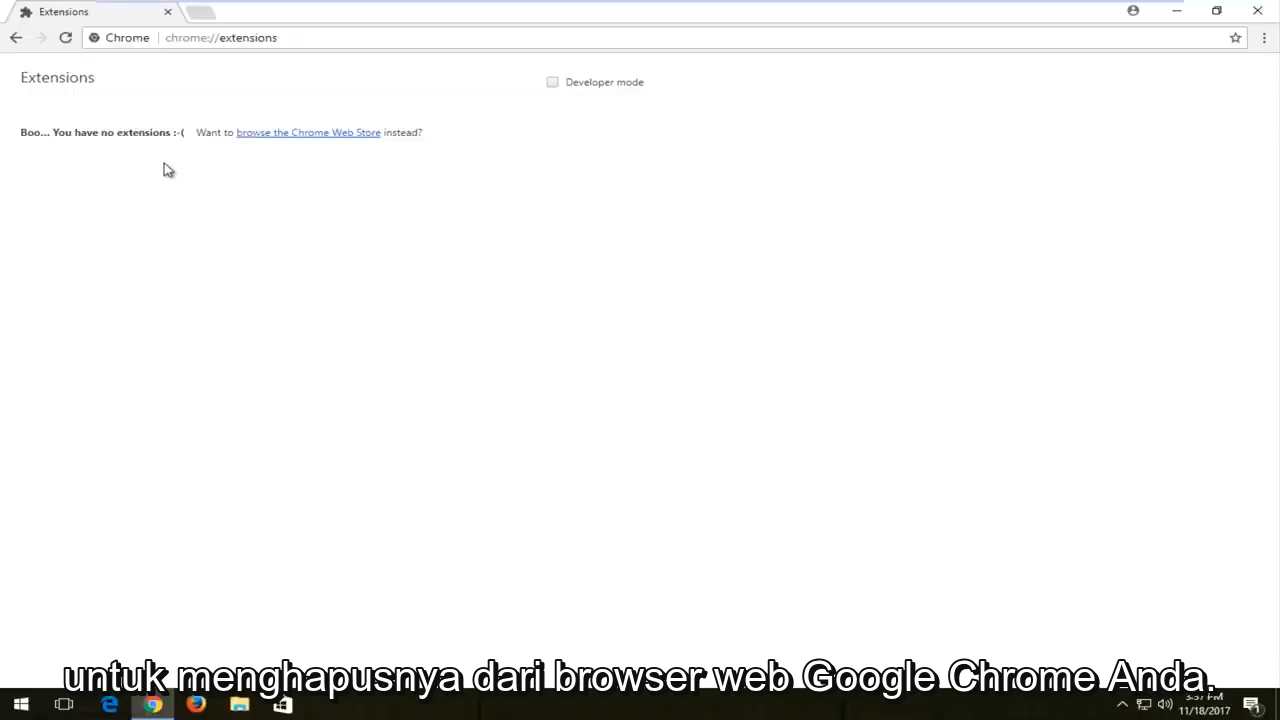 Extensions
Chrome chrome://extensions
Extensions
Developer mode
Boo... You have no extensions :-( Want to browse the Chrome Web Store instead?
untuk menghapusnya dari browser web Google Chrome Anda.
3:37 PM
11/18/2017
1